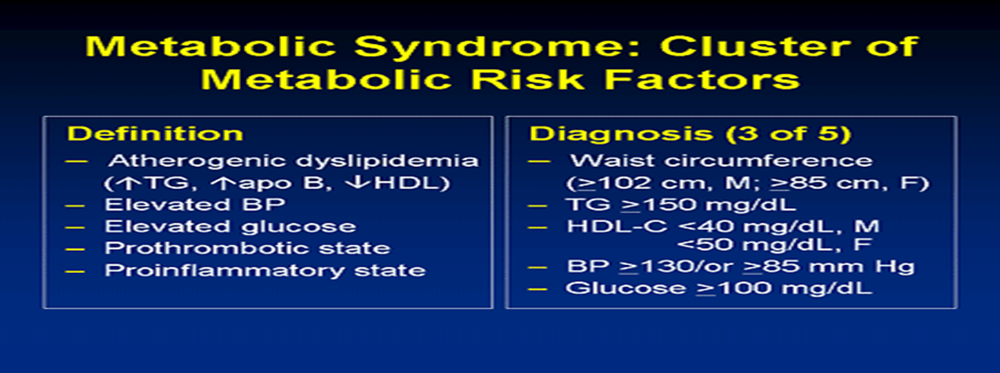 Metabolic Syndrome: Cluster of
Metabolic Risk Factors
Definition
– Atherogenic dyslipidemia
(↑TG, ↑apo B, ↓HDL)
– Elevated BP
– Elevated glucose
– Prothrombotic state
– Proinflammatory state
Diagnosis (3 of 5)
– Waist circumference
(≥102 cm, M; ≥85 cm, F)
– TG ≥150 mg/dL
– HDL-C <40 mg/dL, M
<50 mg/dL, F
– BP ≥130/or ≥85 mm Hg
– Glucose ≥100 mg/dL